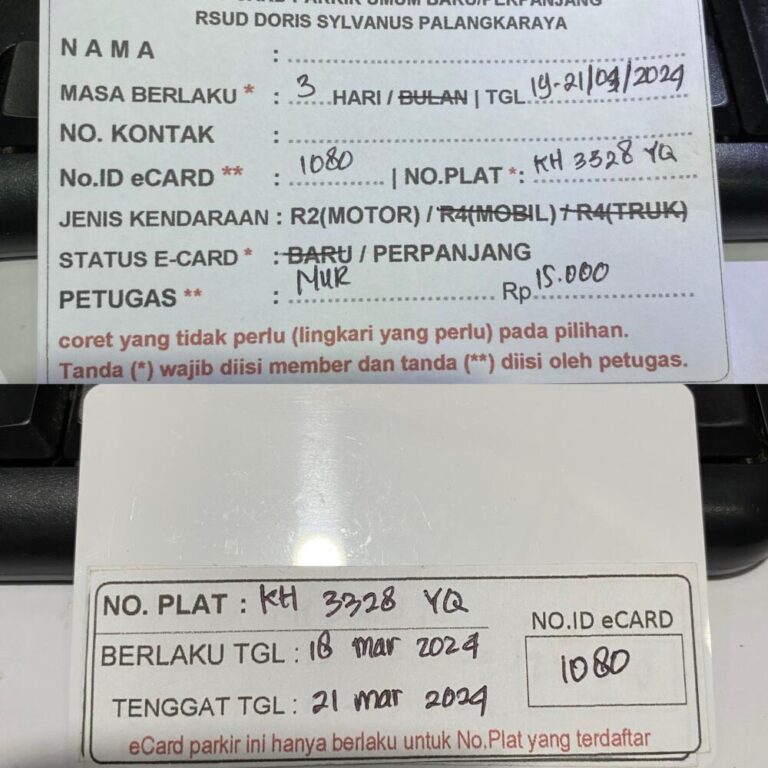 RSUD DORIS SYLVANUS PALANGKARAYA
NAMA :
MASA BERLAKU * : 3 HARI / BULAN | TGL. 19-21/04/2024
NO. KONTAK :
No.ID eCARD ** : 1080 | NO.PLAT *: KH 3328 YQ
JENIS KENDARAAN : R2(MOTOR) / R4(MOBIL) / R4(TRUK)
STATUS E-CARD * : BARU / PERPANJANG
PETUGAS ** : MUR Rp 15.000
coret yang tidak perlu (lingkari yang perlu) pada pilihan.
Tanda (*) wajib diisi member dan tanda (**) diisi oleh petugas.
NO. PLAT : KH 3328 YQ
NO.ID eCARD
BERLAKU TGL : 18 mar 2024
1080
TENGGAT TGL : 21 mar 2024
eCard parkir ini hanya berlaku untuk No.Plat yang terdaftar